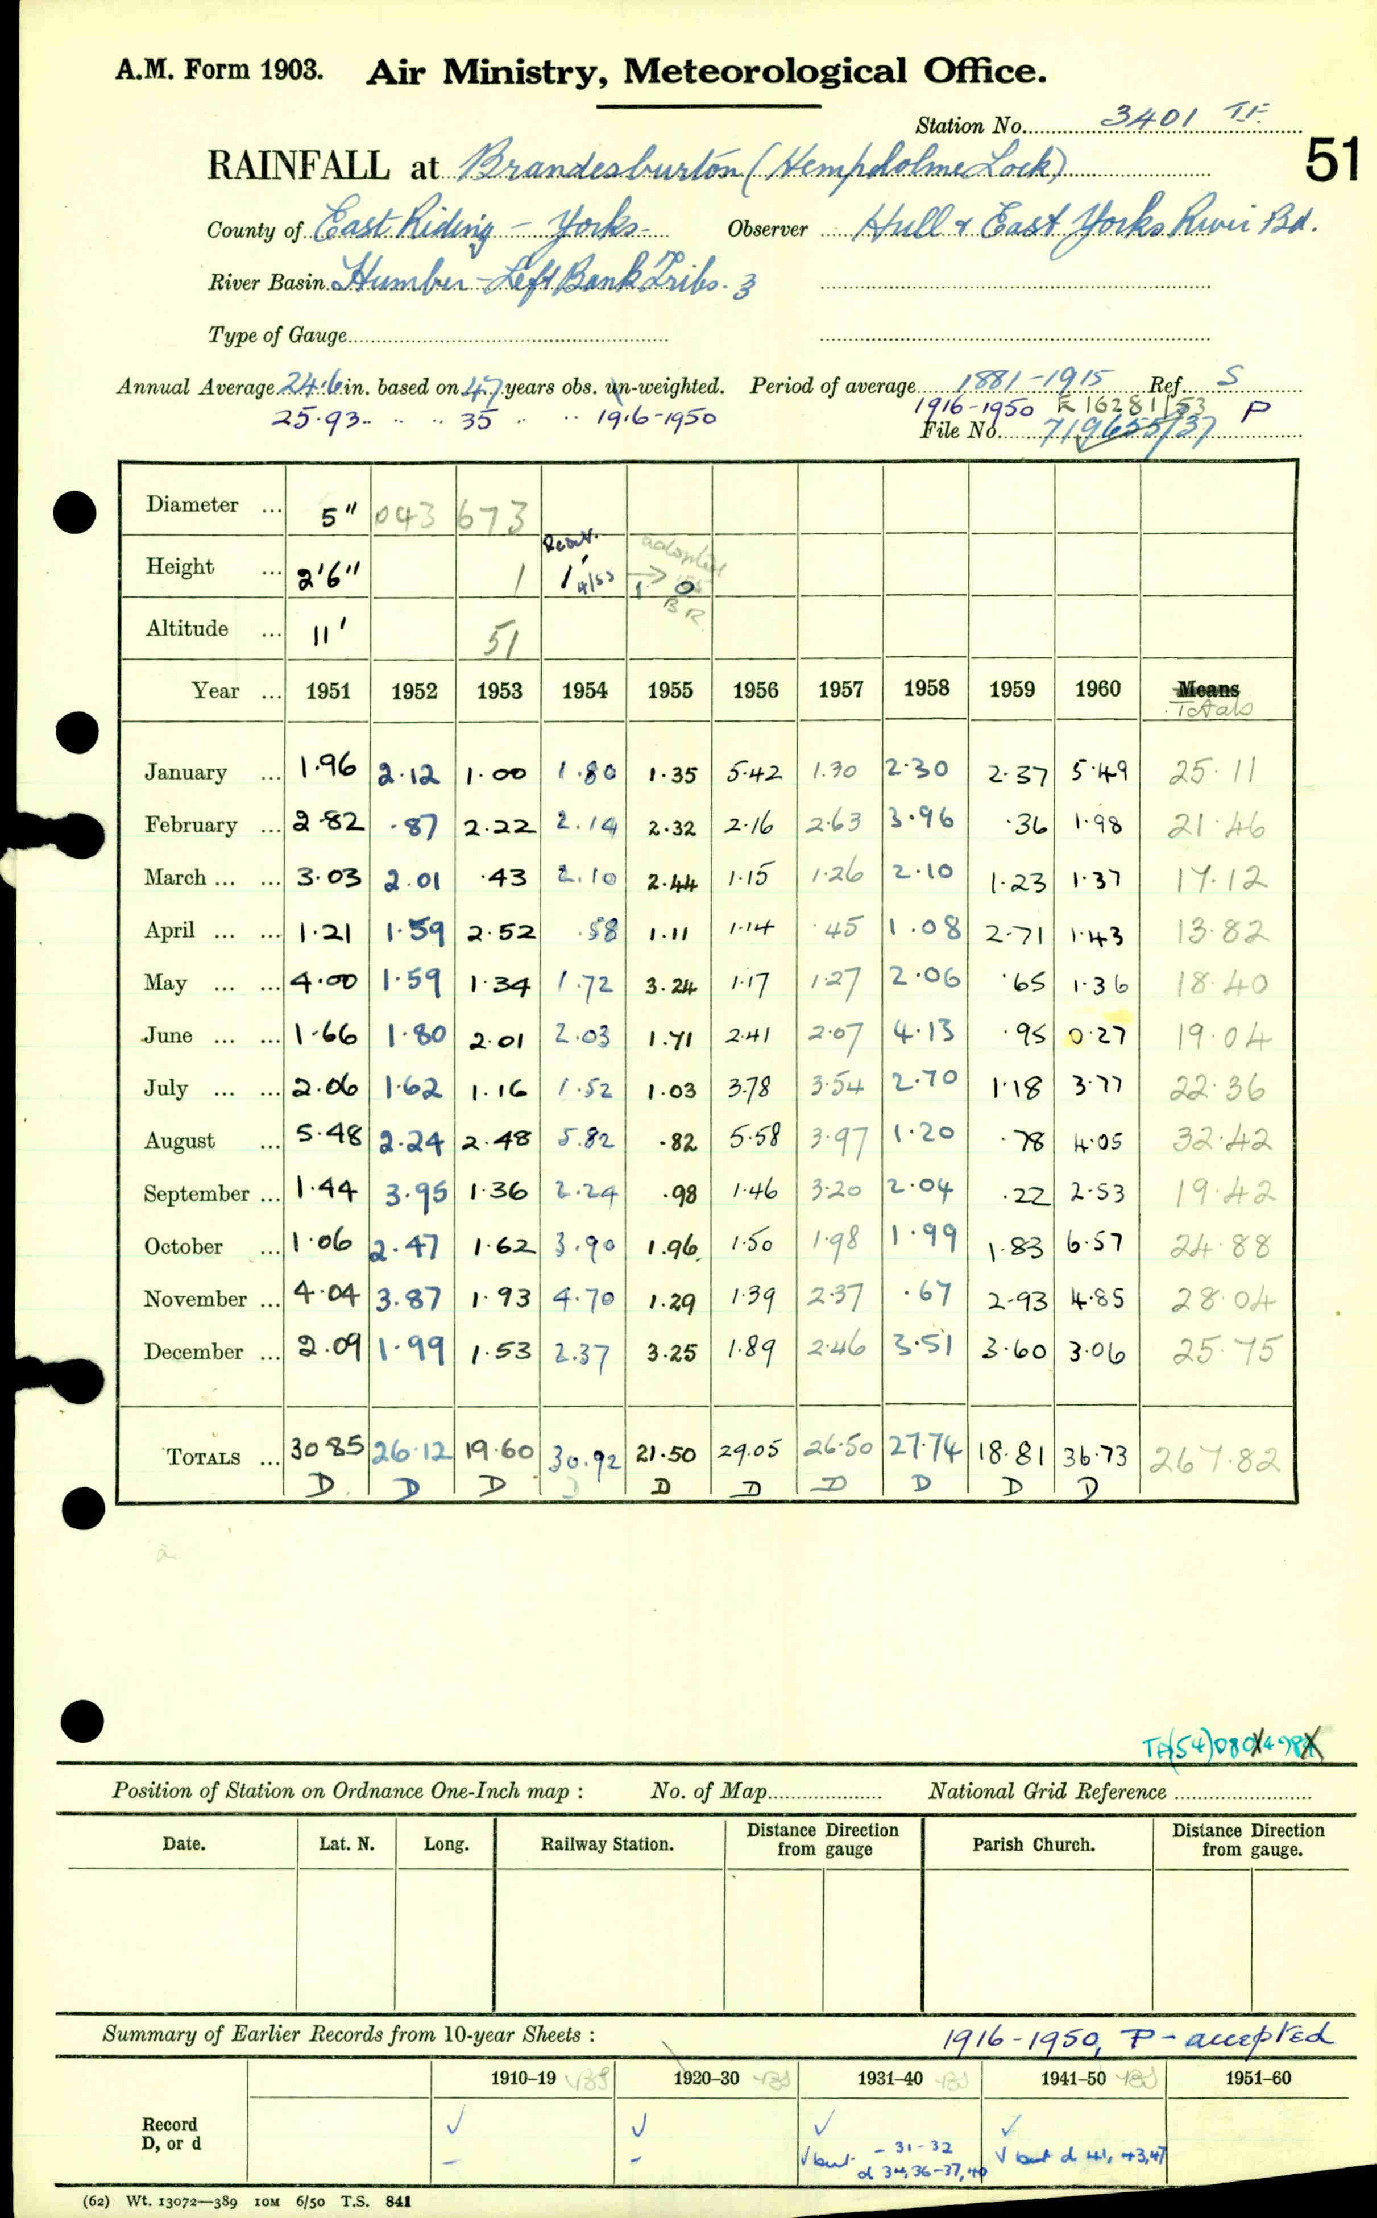 A.M. Form 1903. Air Ministry, Meteorological Office.
Station No. 3401 T.F.
51
RAINFALL at Brandesburton (Hempholme Lock)
County of East Riding - Yorks Observer Hull & East Yorks River Bd.
River Basin Humber - Left Bank Tribs. 3
Type of Gauge
Annual Average 24.6 in. based on 47 years obs. un-weighted. Period of average 1881-1915 Ref. S
25.93 .. .. .. 35 .. .. 1916-1950 1916-1950 R 16281/53 P
File No. 719655/37
Diameter ... 5" 043 673
Height ... 2'6" 1 Recst. 1' 4/53 adopted 1 0 BR
Altitude ... 11' 51
Year ... 1951 1952 1953 1954 1955 1956 1957 1958 1959 1960 Means Totals
January ... 1.96 2.12 1.00 1.80 1.35 5.42 1.30 2.30 2.37 5.49 25.11
February ... 2.82 .87 2.22 2.14 2.32 2.16 2.63 3.96 .36 1.98 21.46
March ... ... 3.03 2.01 .43 2.10 2.44 1.15 1.26 2.10 1.23 1.37 17.12
April ... ... 1.21 1.59 2.52 .58 1.11 1.14 .45 1.08 2.71 1.43 13.82
May ... ... 4.00 1.59 1.34 1.72 3.24 1.17 1.27 2.06 .65 1.36 18.40
June ... ... 1.66 1.80 2.01 2.03 1.71 2.41 2.07 4.13 .95 0.27 19.04
July ... ... 2.06 1.62 1.16 1.52 1.03 3.78 3.54 2.70 1.18 3.77 22.36
August ... 5.48 2.24 2.48 5.82 .82 5.58 3.97 1.20 .78 4.05 32.42
September ... 1.44 3.95 1.36 2.24 .98 1.46 3.20 2.04 .22 2.53 19.42
October ... 1.06 2.47 1.62 3.90 1.96 1.50 1.98 1.99 1.83 6.57 24.88
November ... 4.04 3.87 1.93 4.70 1.29 1.39 2.37 .67 2.93 4.85 28.04
December ... 2.09 1.99 1.53 2.37 3.25 1.89 2.46 3.51 3.60 3.06 25.75
TOTALS ... 30.85 26.12 19.60 30.92 21.50 29.05 26.50 27.74 18.81 36.73 267.82
D D D D D D D D D D
TA(54)080X498X
Position of Station on Ordnance One-Inch map : No. of Map National Grid Reference
Date. Lat. N. Long. Railway Station. Distance Direction from gauge Parish Church. Distance Direction from gauge.
Summary of Earlier Records from 10-year Sheets : 1916-1950, P - accepted
1910-19 1920-30 1931-40 1941-50 1951-60
Record ✓ ✓ ✓ ✓
D, or d - - √ but - 31-32 d 34, 36-37, 40 √ but d 41, 43, 47
(62) Wt. 13072—389 10M 6/50 T.S. 841